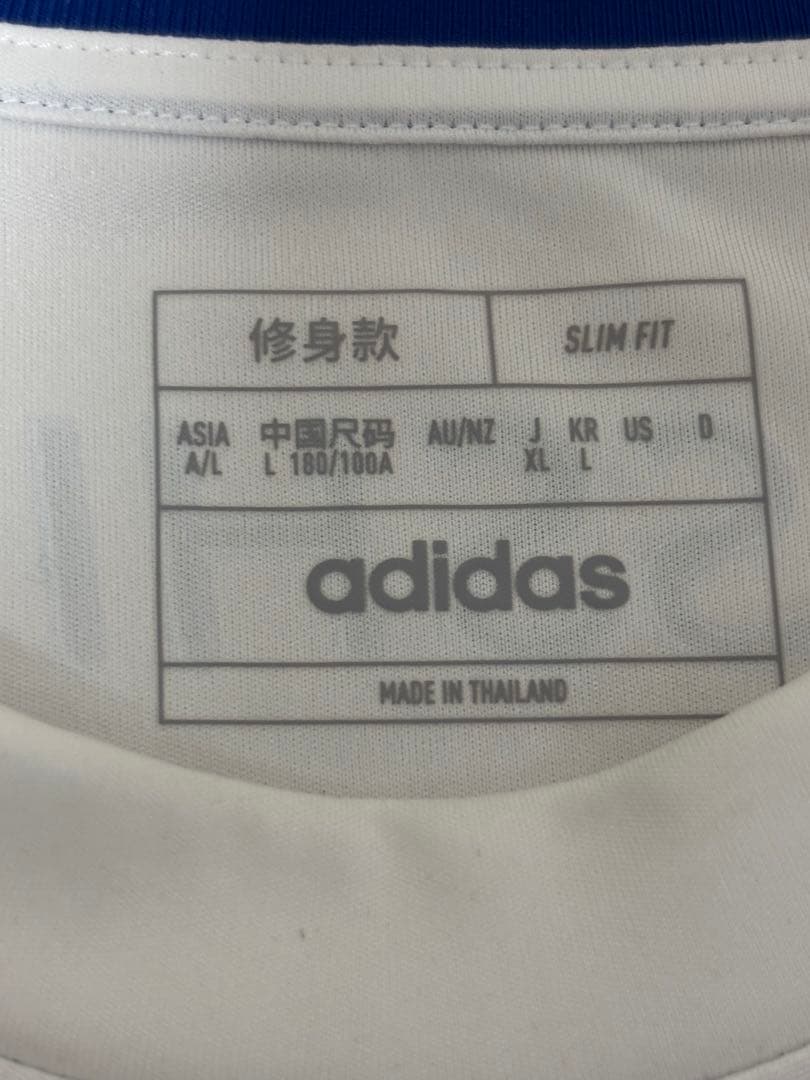 修身款 SLIM FIT
ASIA 中国尺码 AU/NZ J KR US D
A/L L 180/100A XL L
adidas
MADE IN THAILAND